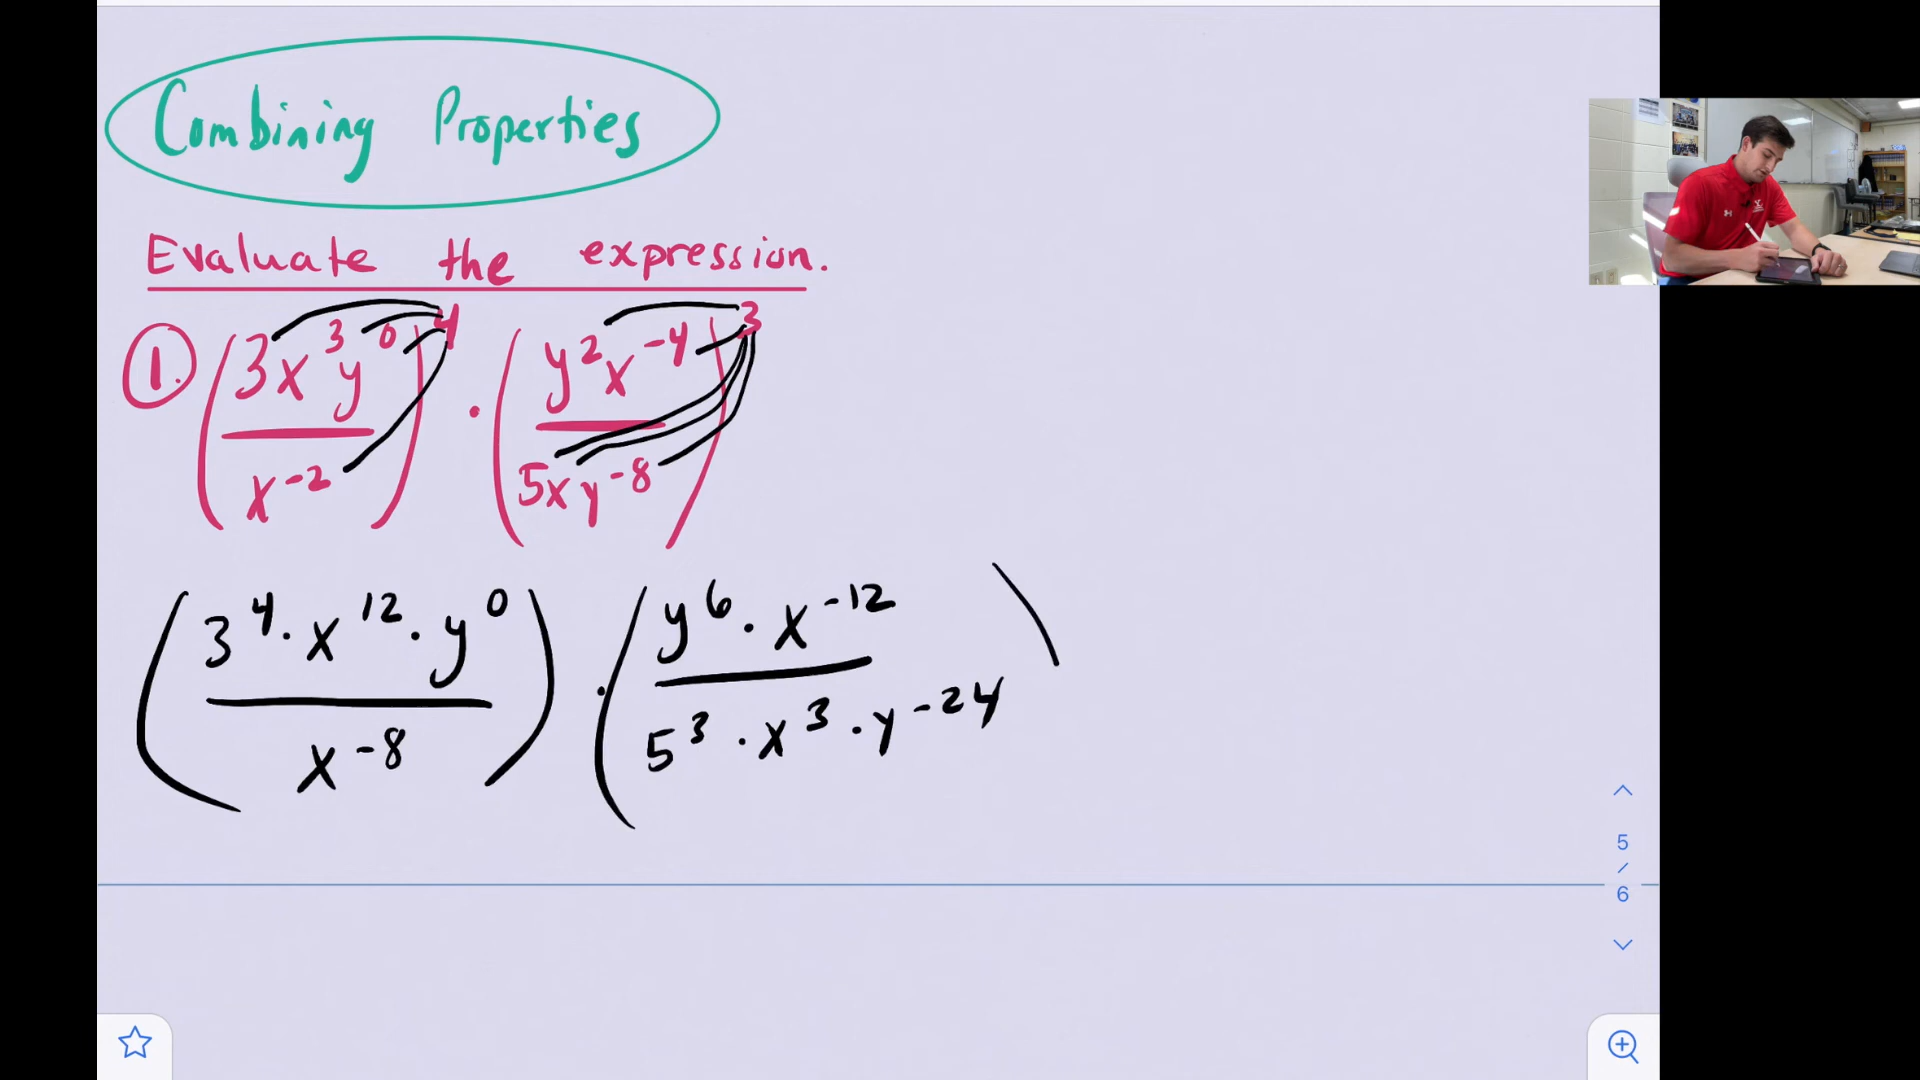 Combining Properties
Evaluate the expression.
1. (3x³y⁰ / x⁻²)⁴ · (y²x⁻⁴ / 5xy⁻⁸)³
(3⁴ · x¹² · y⁰ / x⁻⁸) · (y⁶ · x⁻¹² / 5³ · x³ · y⁻²⁴)
5
/
6